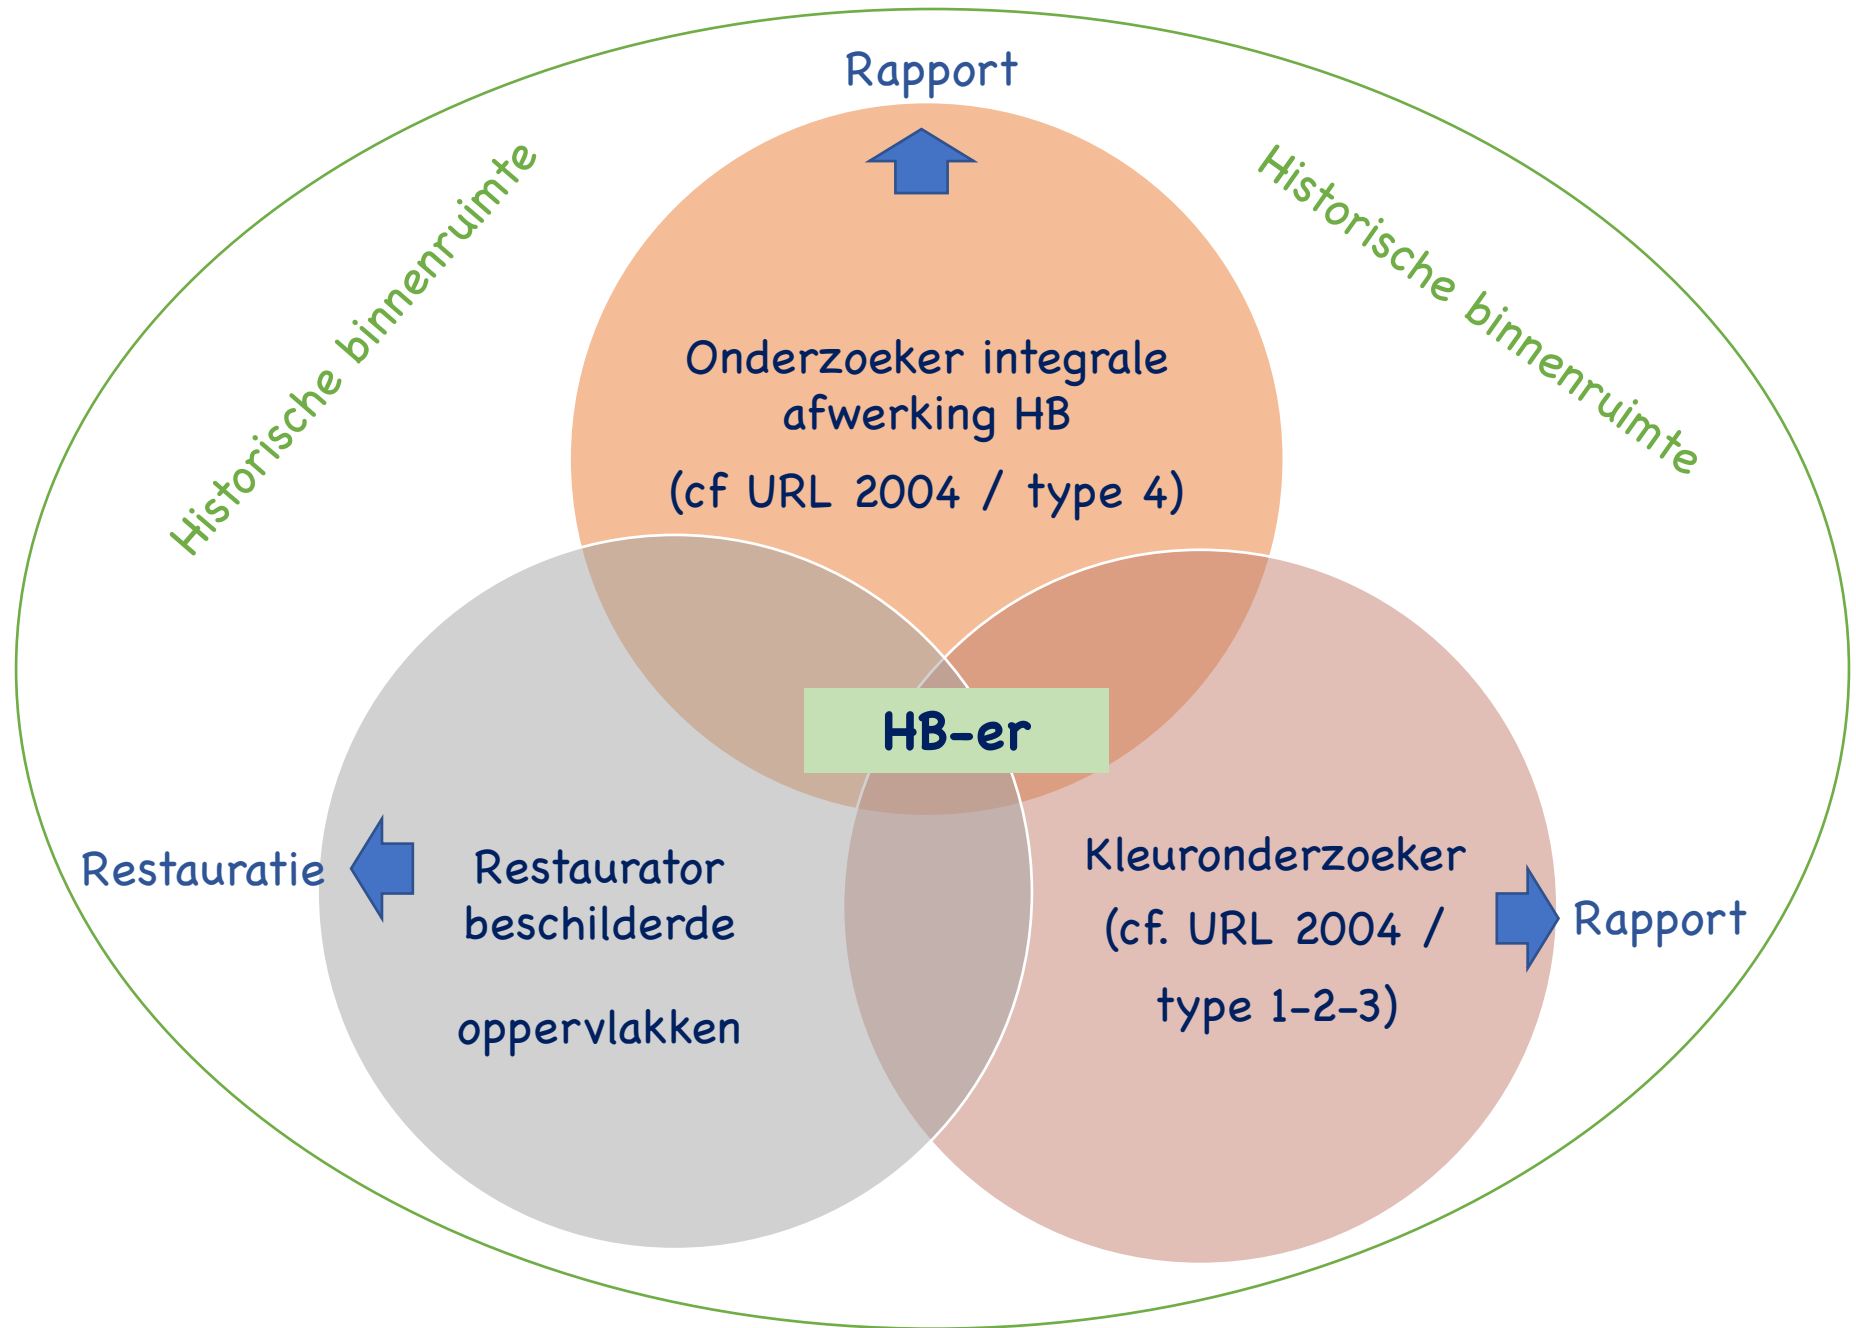 Rapport
Historische binnenruimte
Historische binnenruimte
Onderzoeker integrale
afwerking HB
(cf URL 2004 / type 4)
HB-er
Restauratie
Restaurator
beschilderde
oppervlakken
Kleuronderzoeker
(cf. URL 2004 /
type 1-2-3)
Rapport